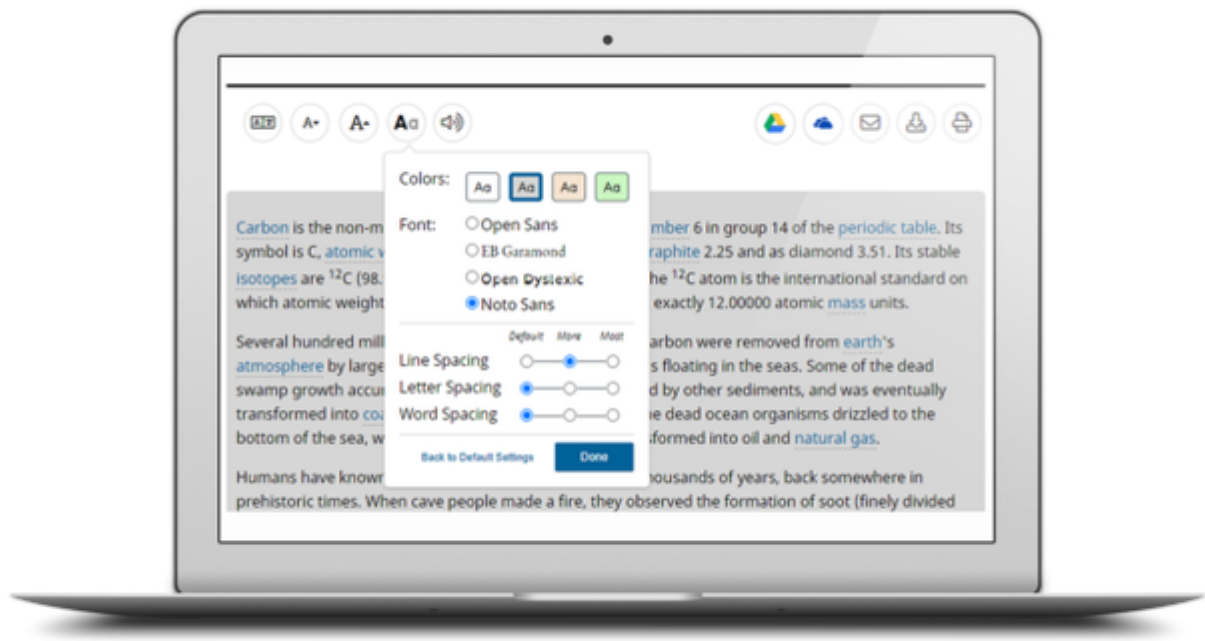 A- A- Aa
Colors: Aa Aa Aa Aa
Font: Open Sans
EB Garamond
Open Dyslexic
Noto Sans
Default More Most
Line Spacing
Letter Spacing
Word Spacing
Back to Default Settings Done
Carbon is the non-m mber 6 in group 14 of the periodic table. Its
symbol is C, atomic w raphite 2.25 and as diamond 3.51. Its stable
isotopes are ¹²C (98. he ¹²C atom is the international standard on
which atomic weight exactly 12.00000 atomic mass units.
Several hundred mill arbon were removed from earth's
atmosphere by large s floating in the seas. Some of the dead
swamp growth accu d by other sediments, and was eventually
transformed into coa e dead ocean organisms drizzled to the
bottom of the sea, w sformed into oil and natural gas.
Humans have known housands of years, back somewhere in
prehistoric times. When cave people made a fire, they observed the formation of soot (finely divided